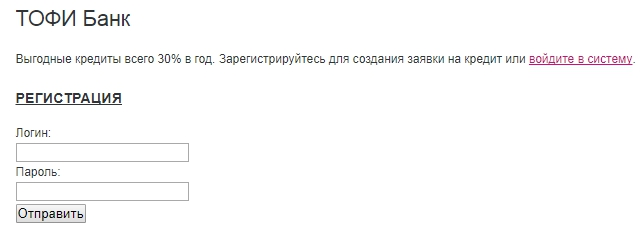 ТОФИ Банк
Выгодные кредиты всего 30% в год. Зарегистрируйтесь для создания заявки на кредит или войдите в систему.
РЕГИСТРАЦИЯ
Логин:
Пароль:
Отправить